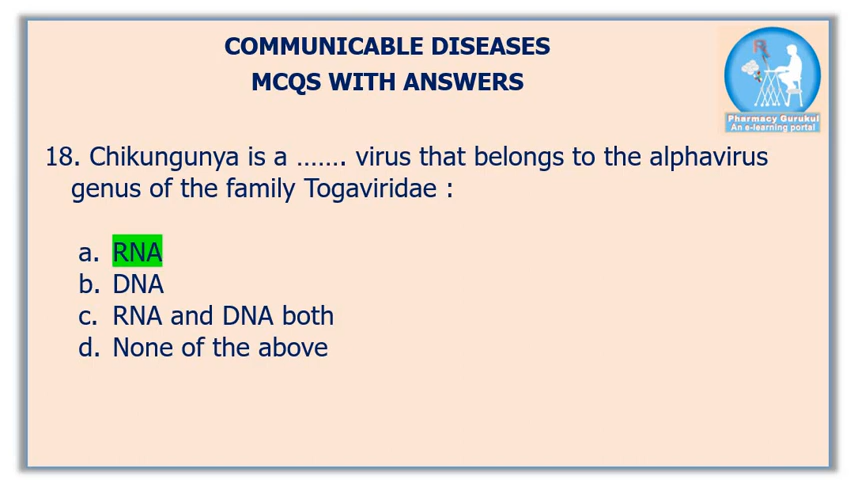 COMMUNICABLE DISEASES
MCQS WITH ANSWERS
Pharmacy Gurukul
An e-learning portal
18. Chikungunya is a ……. virus that belongs to the alphavirus
genus of the family Togaviridae :
a. RNA
b. DNA
c. RNA and DNA both
d. None of the above